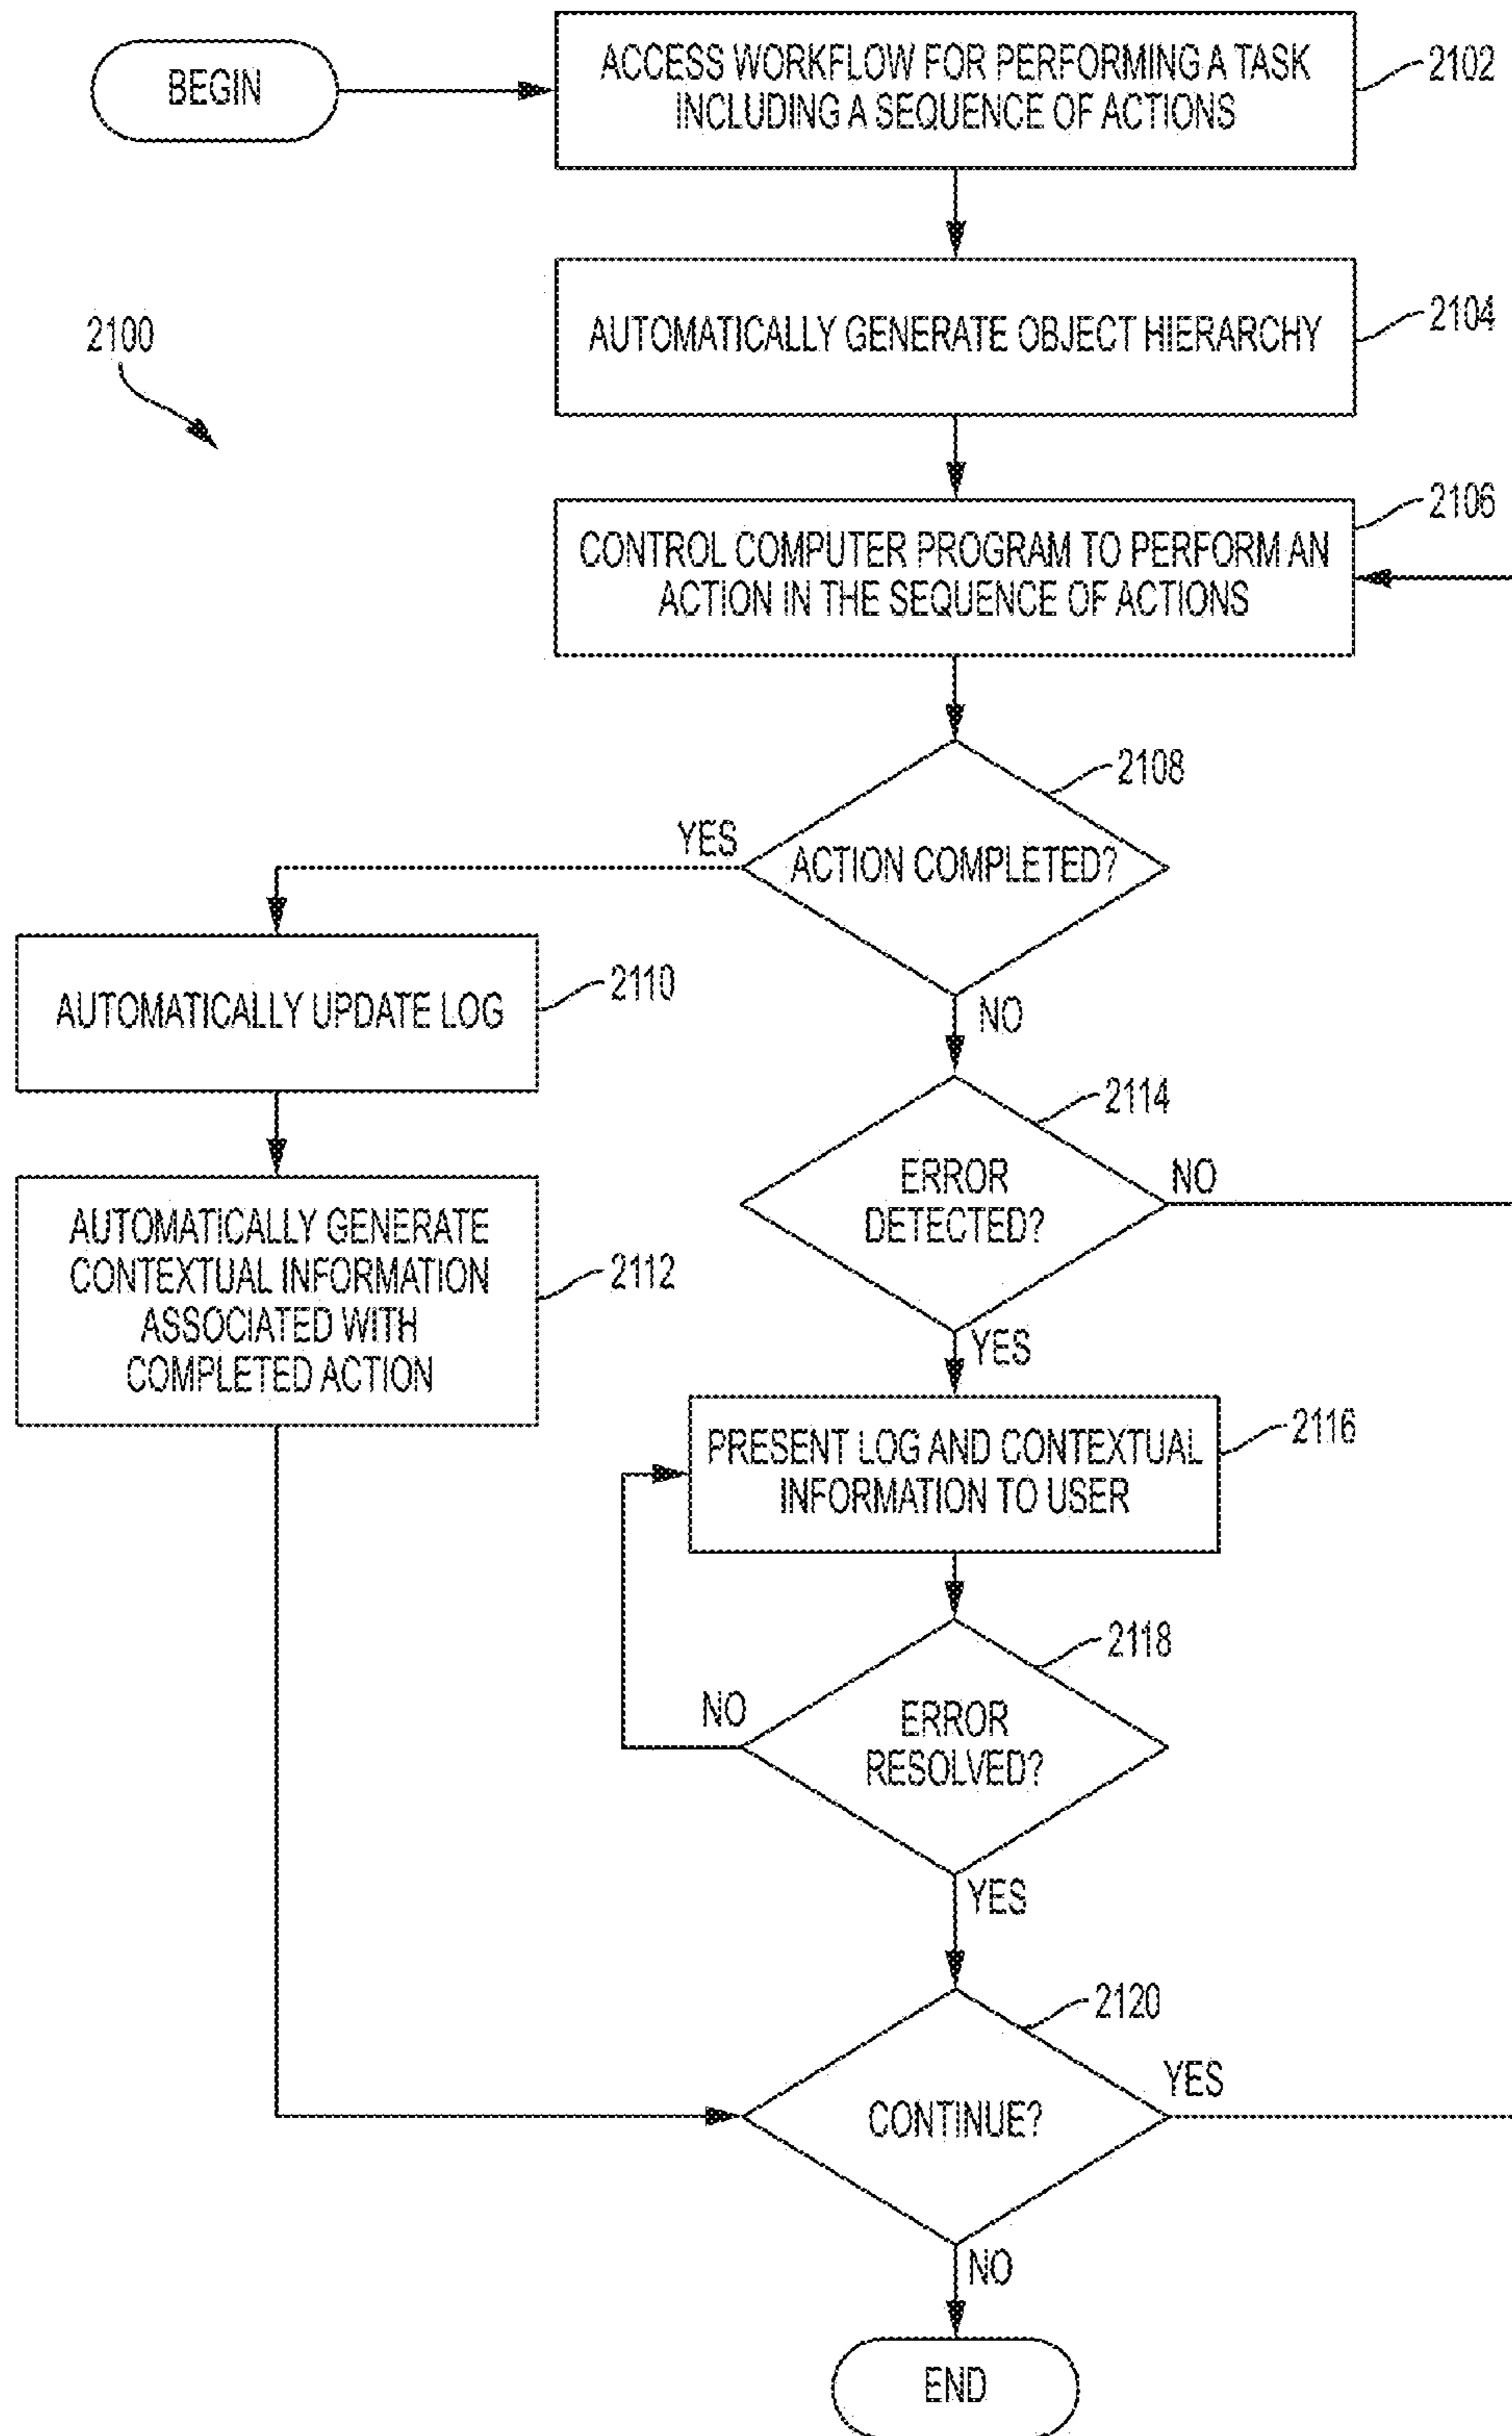 BEGIN
ACCESS WORKFLOW FOR PERFORMING A TASK
INCLUDING A SEQUENCE OF ACTIONS
2102
2100
AUTOMATICALLY GENERATE OBJECT HIERARCHY
2104
CONTROL COMPUTER PROGRAM TO PERFORM AN
ACTION IN THE SEQUENCE OF ACTIONS
2106
ACTION COMPLETED?
2108
YES
NO
AUTOMATICALLY UPDATE LOG
2110
AUTOMATICALLY GENERATE
CONTEXTUAL INFORMATION
ASSOCIATED WITH
COMPLETED ACTION
2112
ERROR
DETECTED?
2114
NO
YES
PRESENT LOG AND CONTEXTUAL
INFORMATION TO USER
2116
ERROR
RESOLVED?
2118
NO
YES
CONTINUE?
2120
YES
NO
END